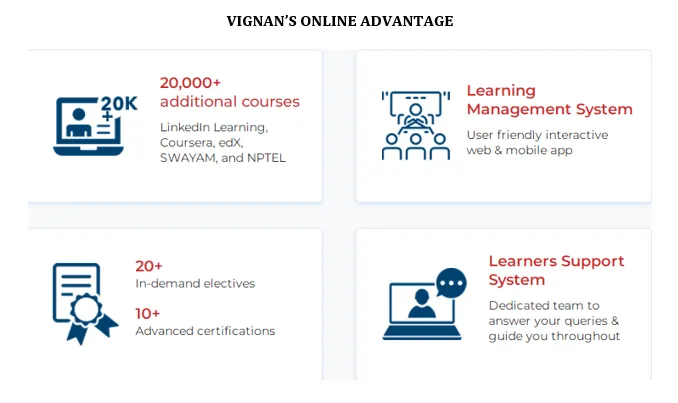 VIGNAN’S ONLINE ADVANTAGE
20K
+
20,000+
additional courses
LinkedIn Learning,
Coursera, edX,
SWAYAM, and NPTEL
Learning
Management System
User friendly interactive
web & mobile app
20+
In-demand electives
10+
Advanced certifications
Learners Support
System
Dedicated team to
answer your queries &
guide you throughout